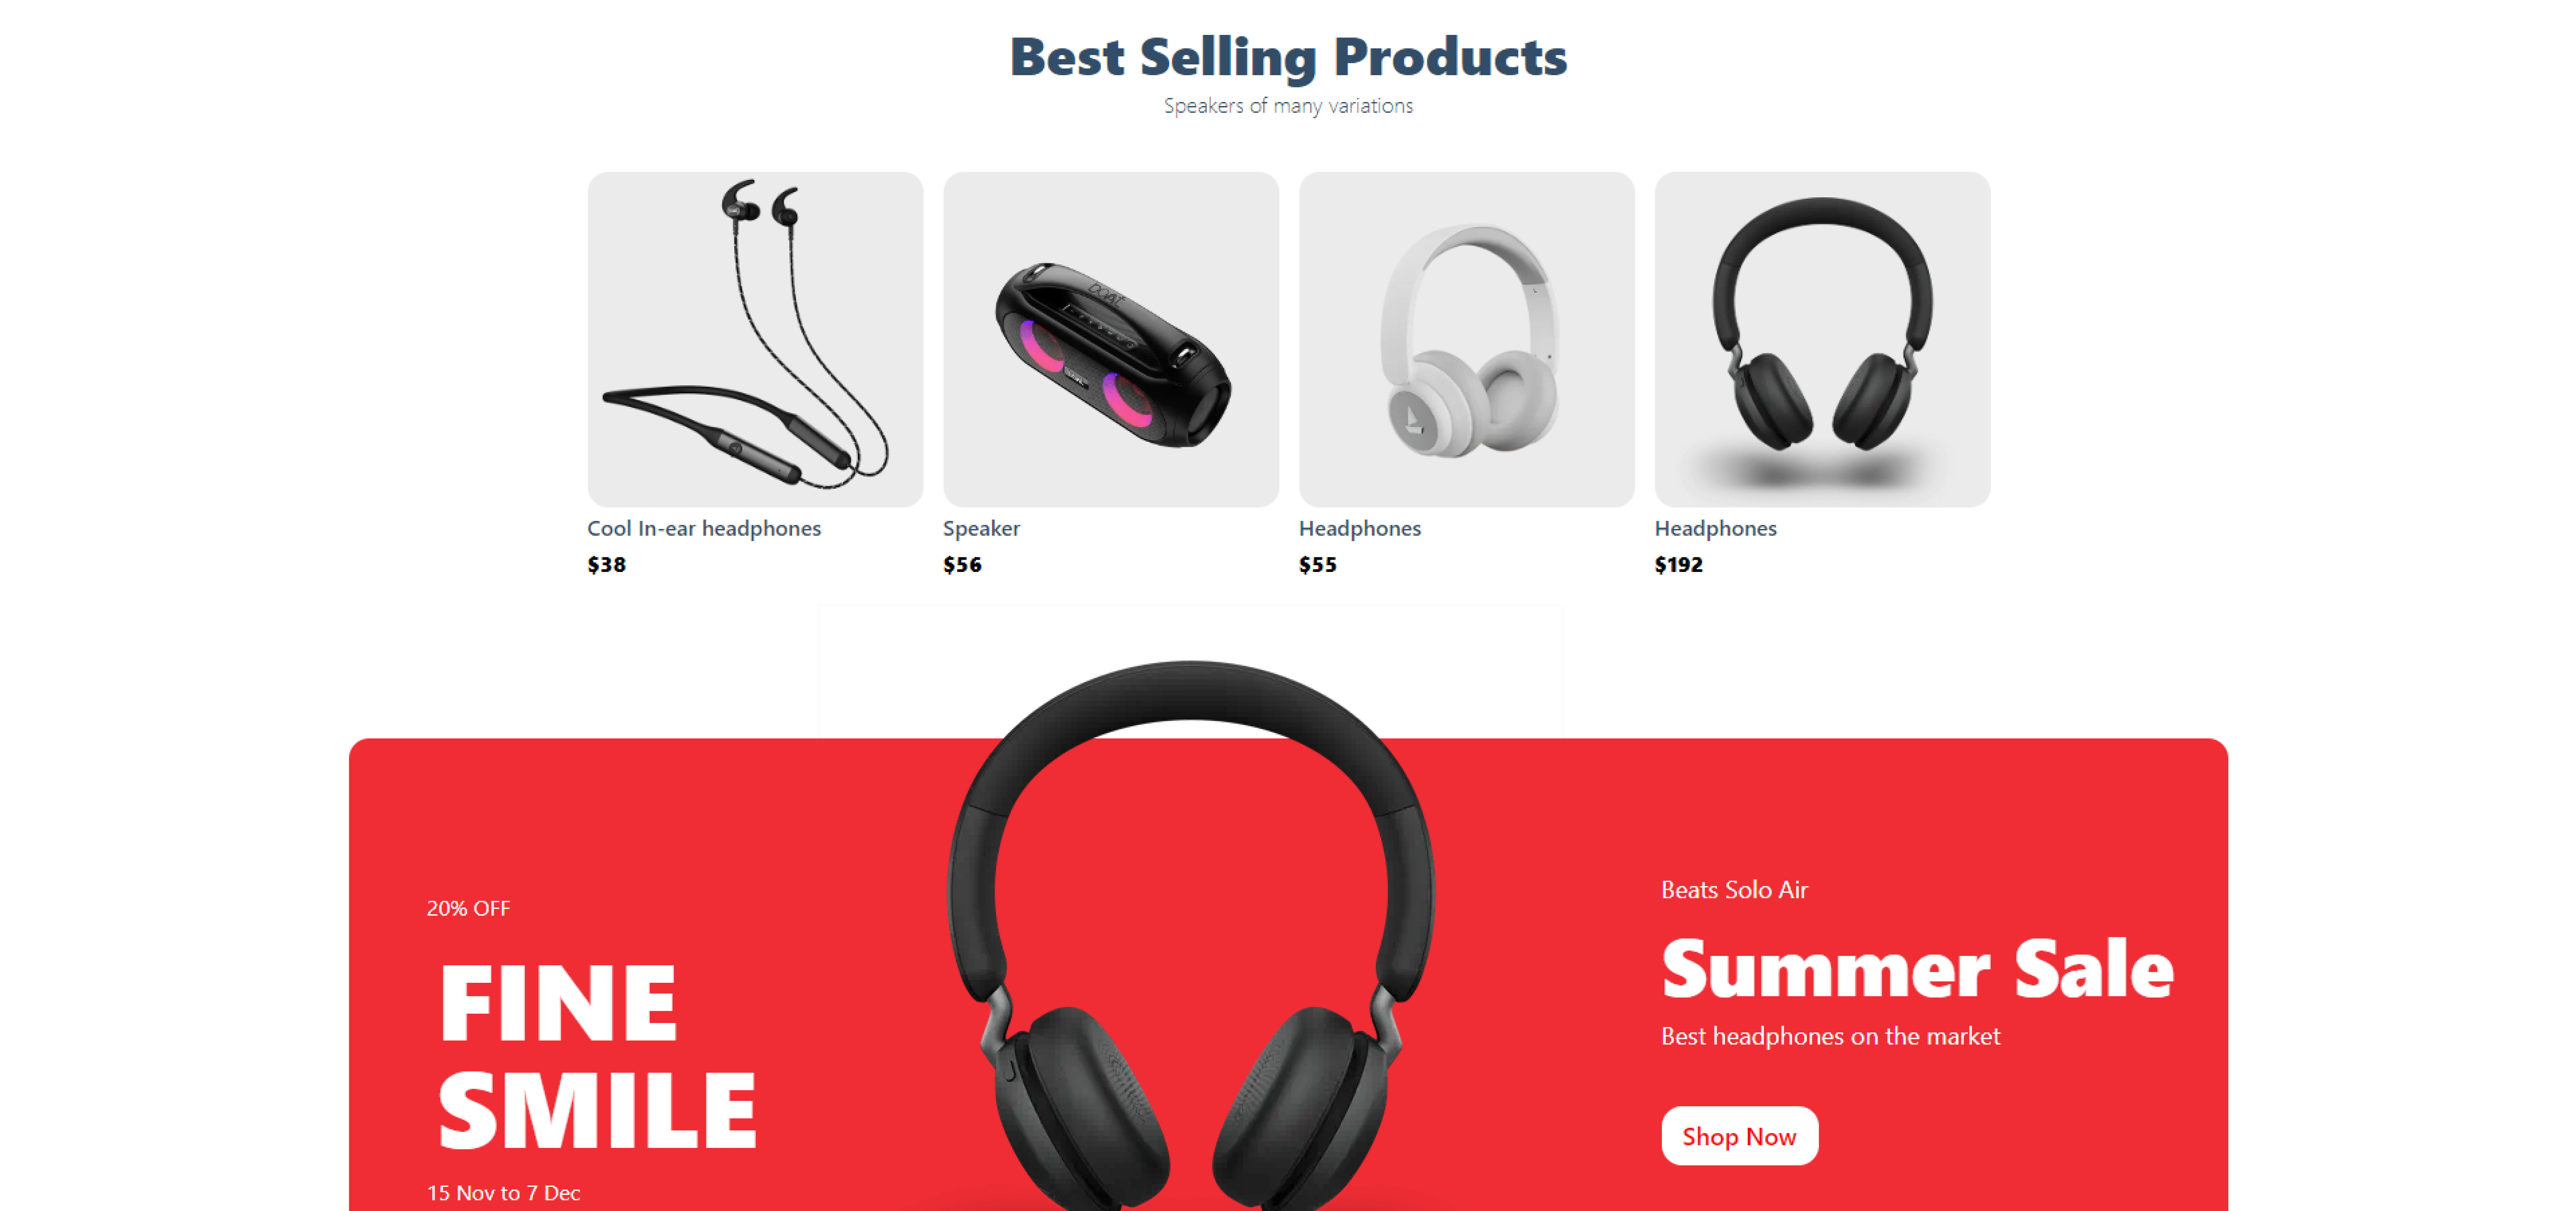 Best Selling Products
Speakers of many variations
boAt
Cool In-ear headphones
Speaker
Headphones
Headphones
$38
$56
$55
$192
20% OFF
FINE
SMILE
15 Nov to 7 Dec
Beats Solo Air
Summer Sale
Best headphones on the market
Shop Now